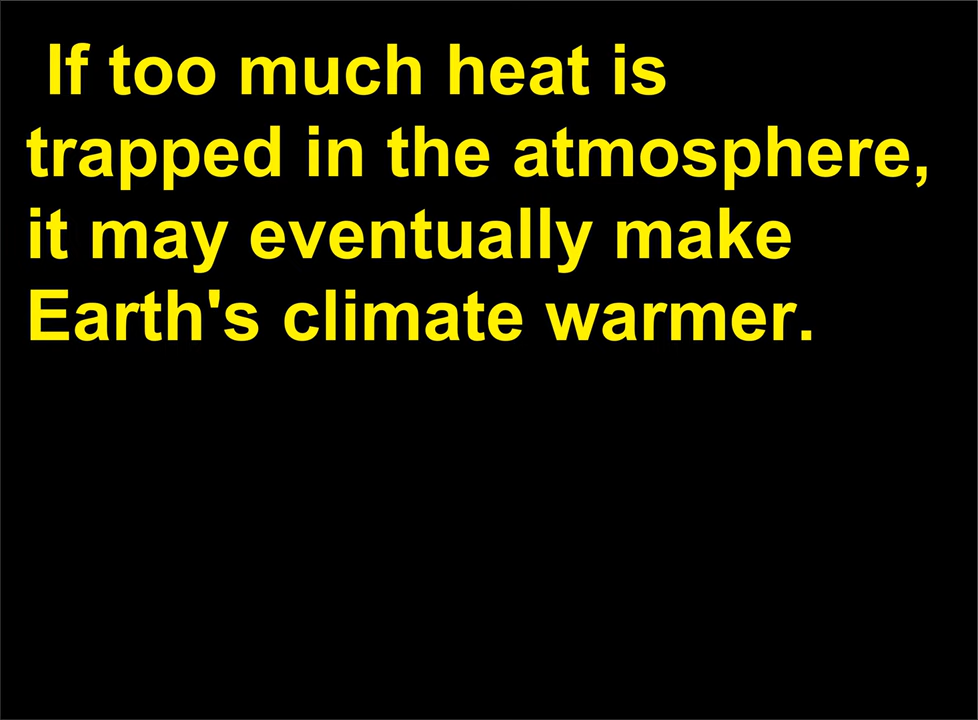 If too much heat is
trapped in the atmosphere,
it may eventually make
Earth's climate warmer.